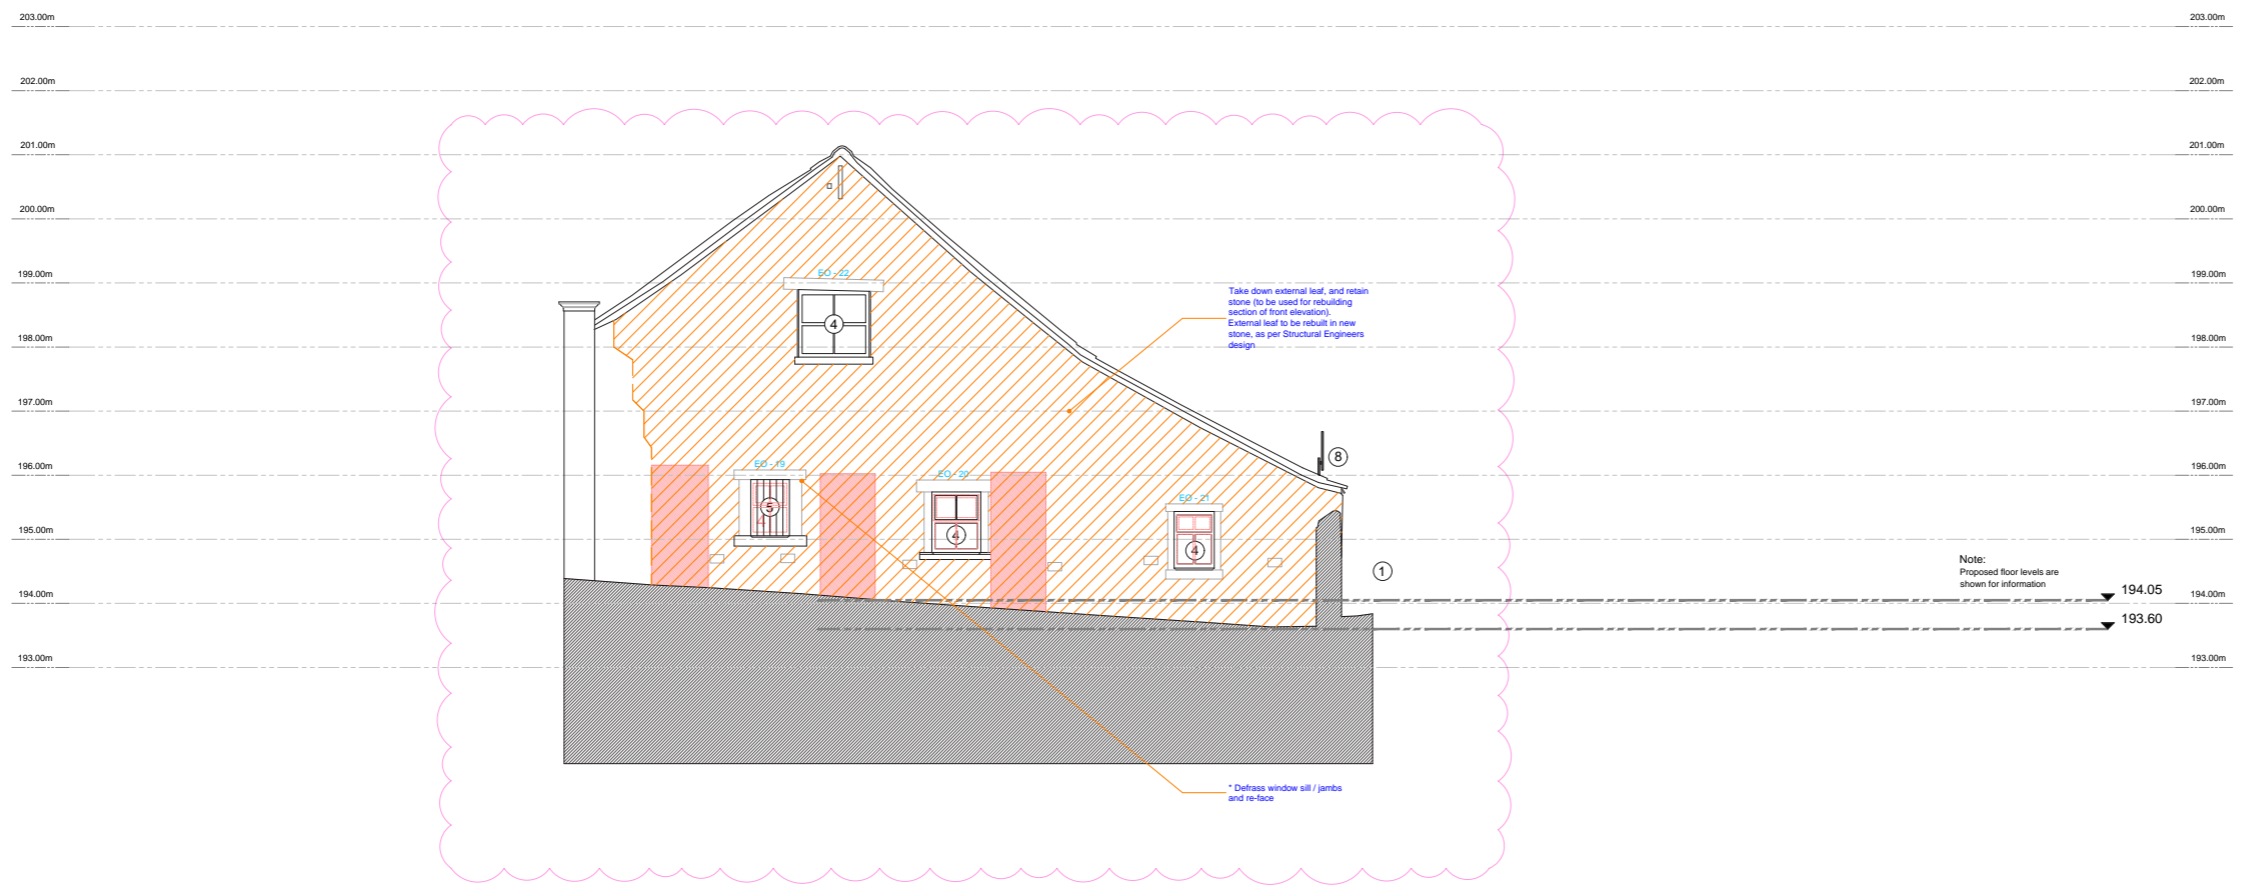 203.00m
203.00m
202.00m
202.00m
201.00m
201.00m
200.00m
200.00m
199.00m
199.00m
EO - 22
4
Take down external leaf, and retain
stone (to be used for rebuilding
section of front elevation).
External leaf to be rebuilt in new
stone, as per Structural Engineers
design
198.00m
198.00m
197.00m
197.00m
8
196.00m
196.00m
EO - 19
EO - 20
EO - 21
5
4
4
4
195.00m
195.00m
1
Note:
Proposed floor levels are
shown for information
194.05
194.00m
194.00m
193.60
193.00m
193.00m
* Defrass window sill / jambs
and re-face